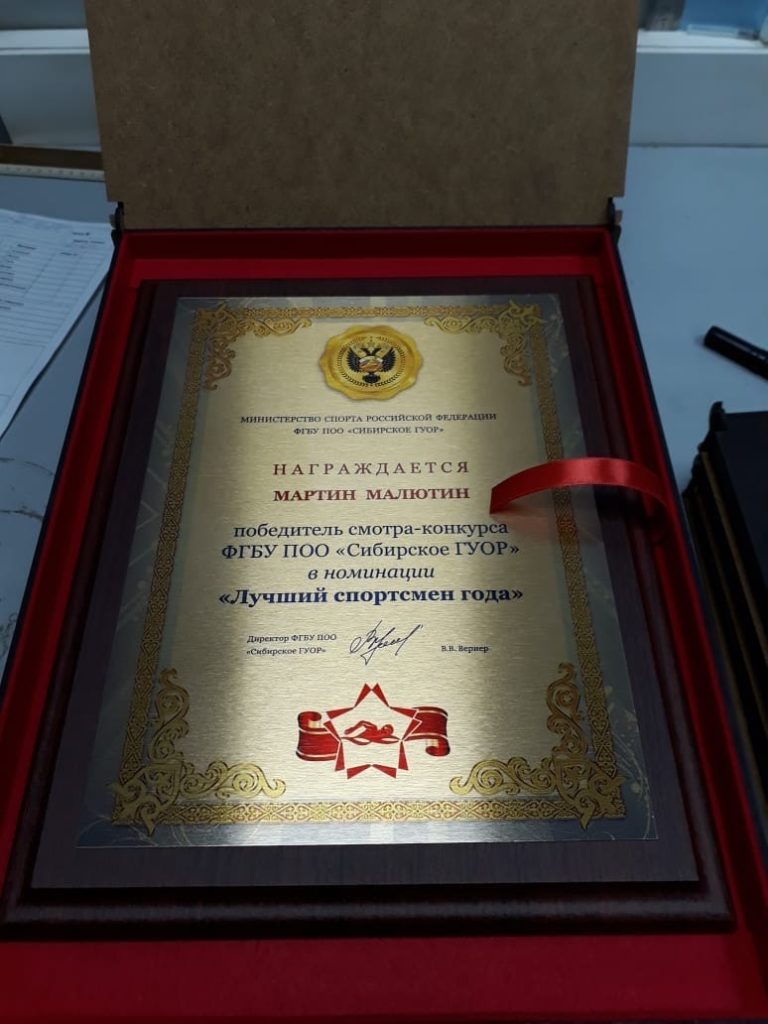 МИНИСТЕРСТВО СПОРТА РОССИЙСКОЙ ФЕДЕРАЦИИ
ФГБУ ПОО «СИБИРСКОЕ ГУОР»
НАГРАЖДАЕТСЯ
МАРТИН МАЛЮТИН
победитель смотра-конкурса
ФГБУ ПОО «Сибирское ГУОР»
в номинации
«Лучший спортсмен года»
Директор ФГБУ ПОО
«Сибирское ГУОР»
В.В. Вернер